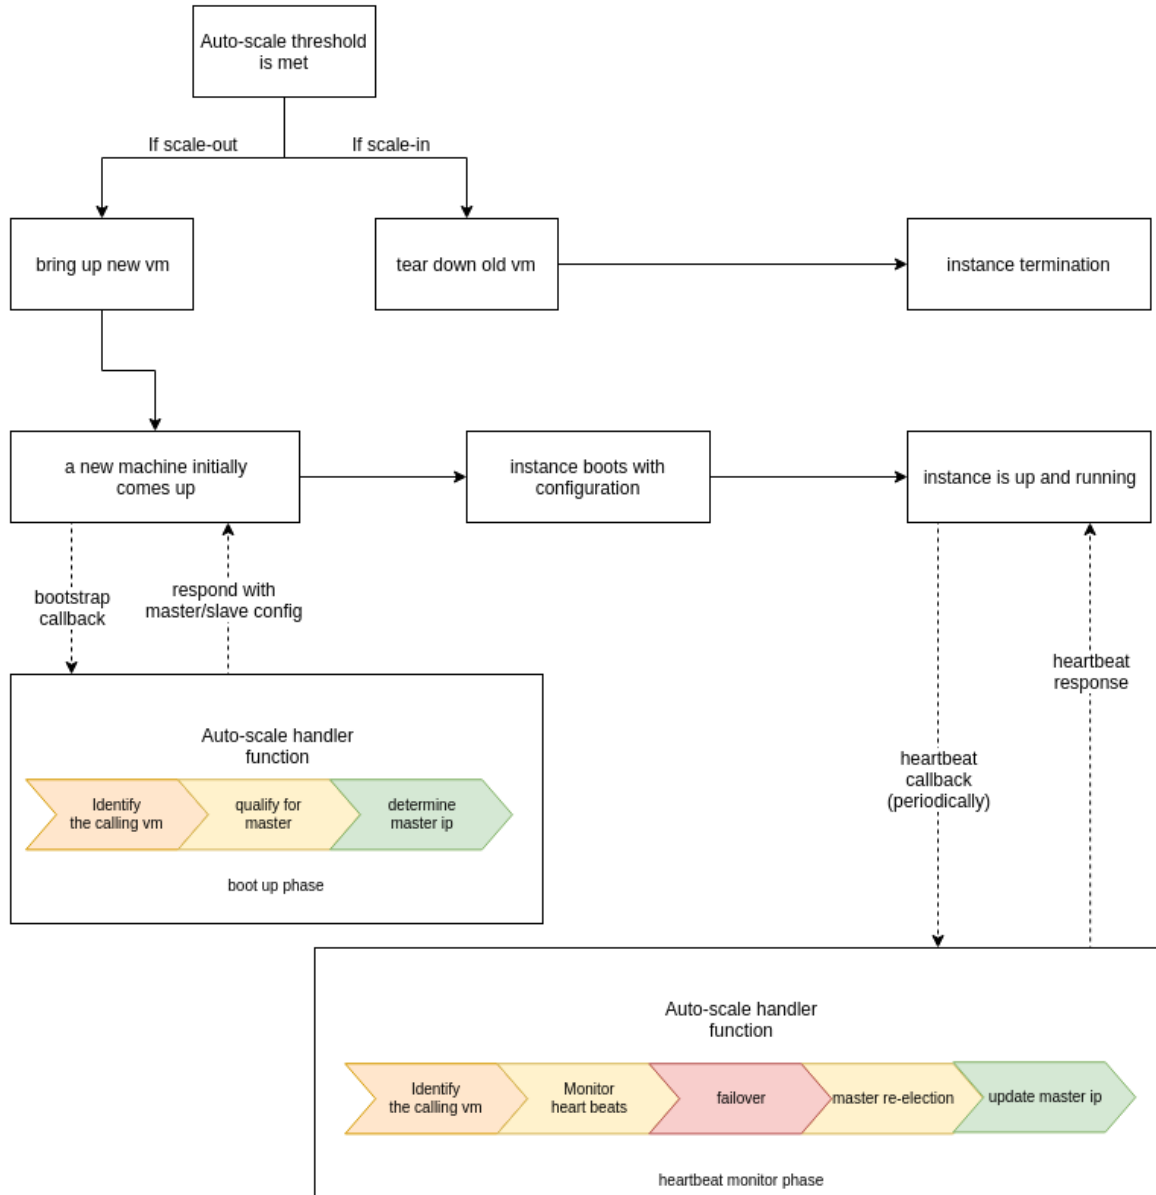 Auto-scale threshold
is met
If scale-out
If scale-in
bring up new vm
tear down old vm
instance termination
a new machine initially
comes up
instance boots with
configuration
instance is up and running
bootstrap
callback
respond with
master/slave config
heartbeat
response
Auto-scale handler
function
Identify
the calling vm
qualify for
master
determine
master ip
boot up phase
heartbeat
callback
(periodically)
Auto-scale handler
function
Identify
the calling vm
Monitor
heart beats
failover
master re-election
update master ip
heartbeat monitor phase